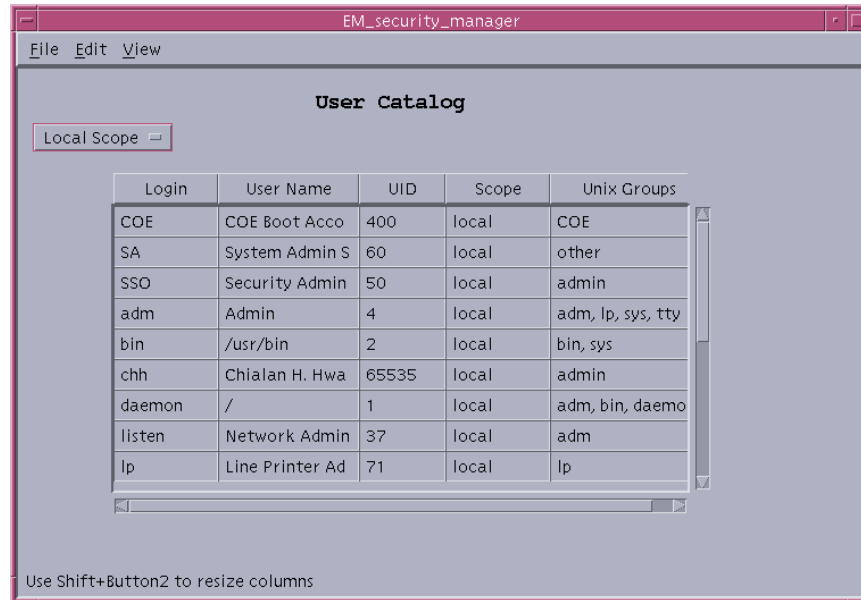 EM_security_manager
File Edit View
User Catalog
Local Scope
Login User Name UID Scope Unix Groups
COE COE Boot Acco 400 local COE
SA System Admin S 60 local other
SSO Security Admin 50 local admin
adm Admin 4 local adm, lp, sys, tty
bin /usr/bin 2 local bin, sys
chh Chialan H. Hwa 65535 local admin
daemon / 1 local adm, bin, daemo
listen Network Admin 37 local adm
lp Line Printer Ad 71 local lp
Use Shift+Button2 to resize columns